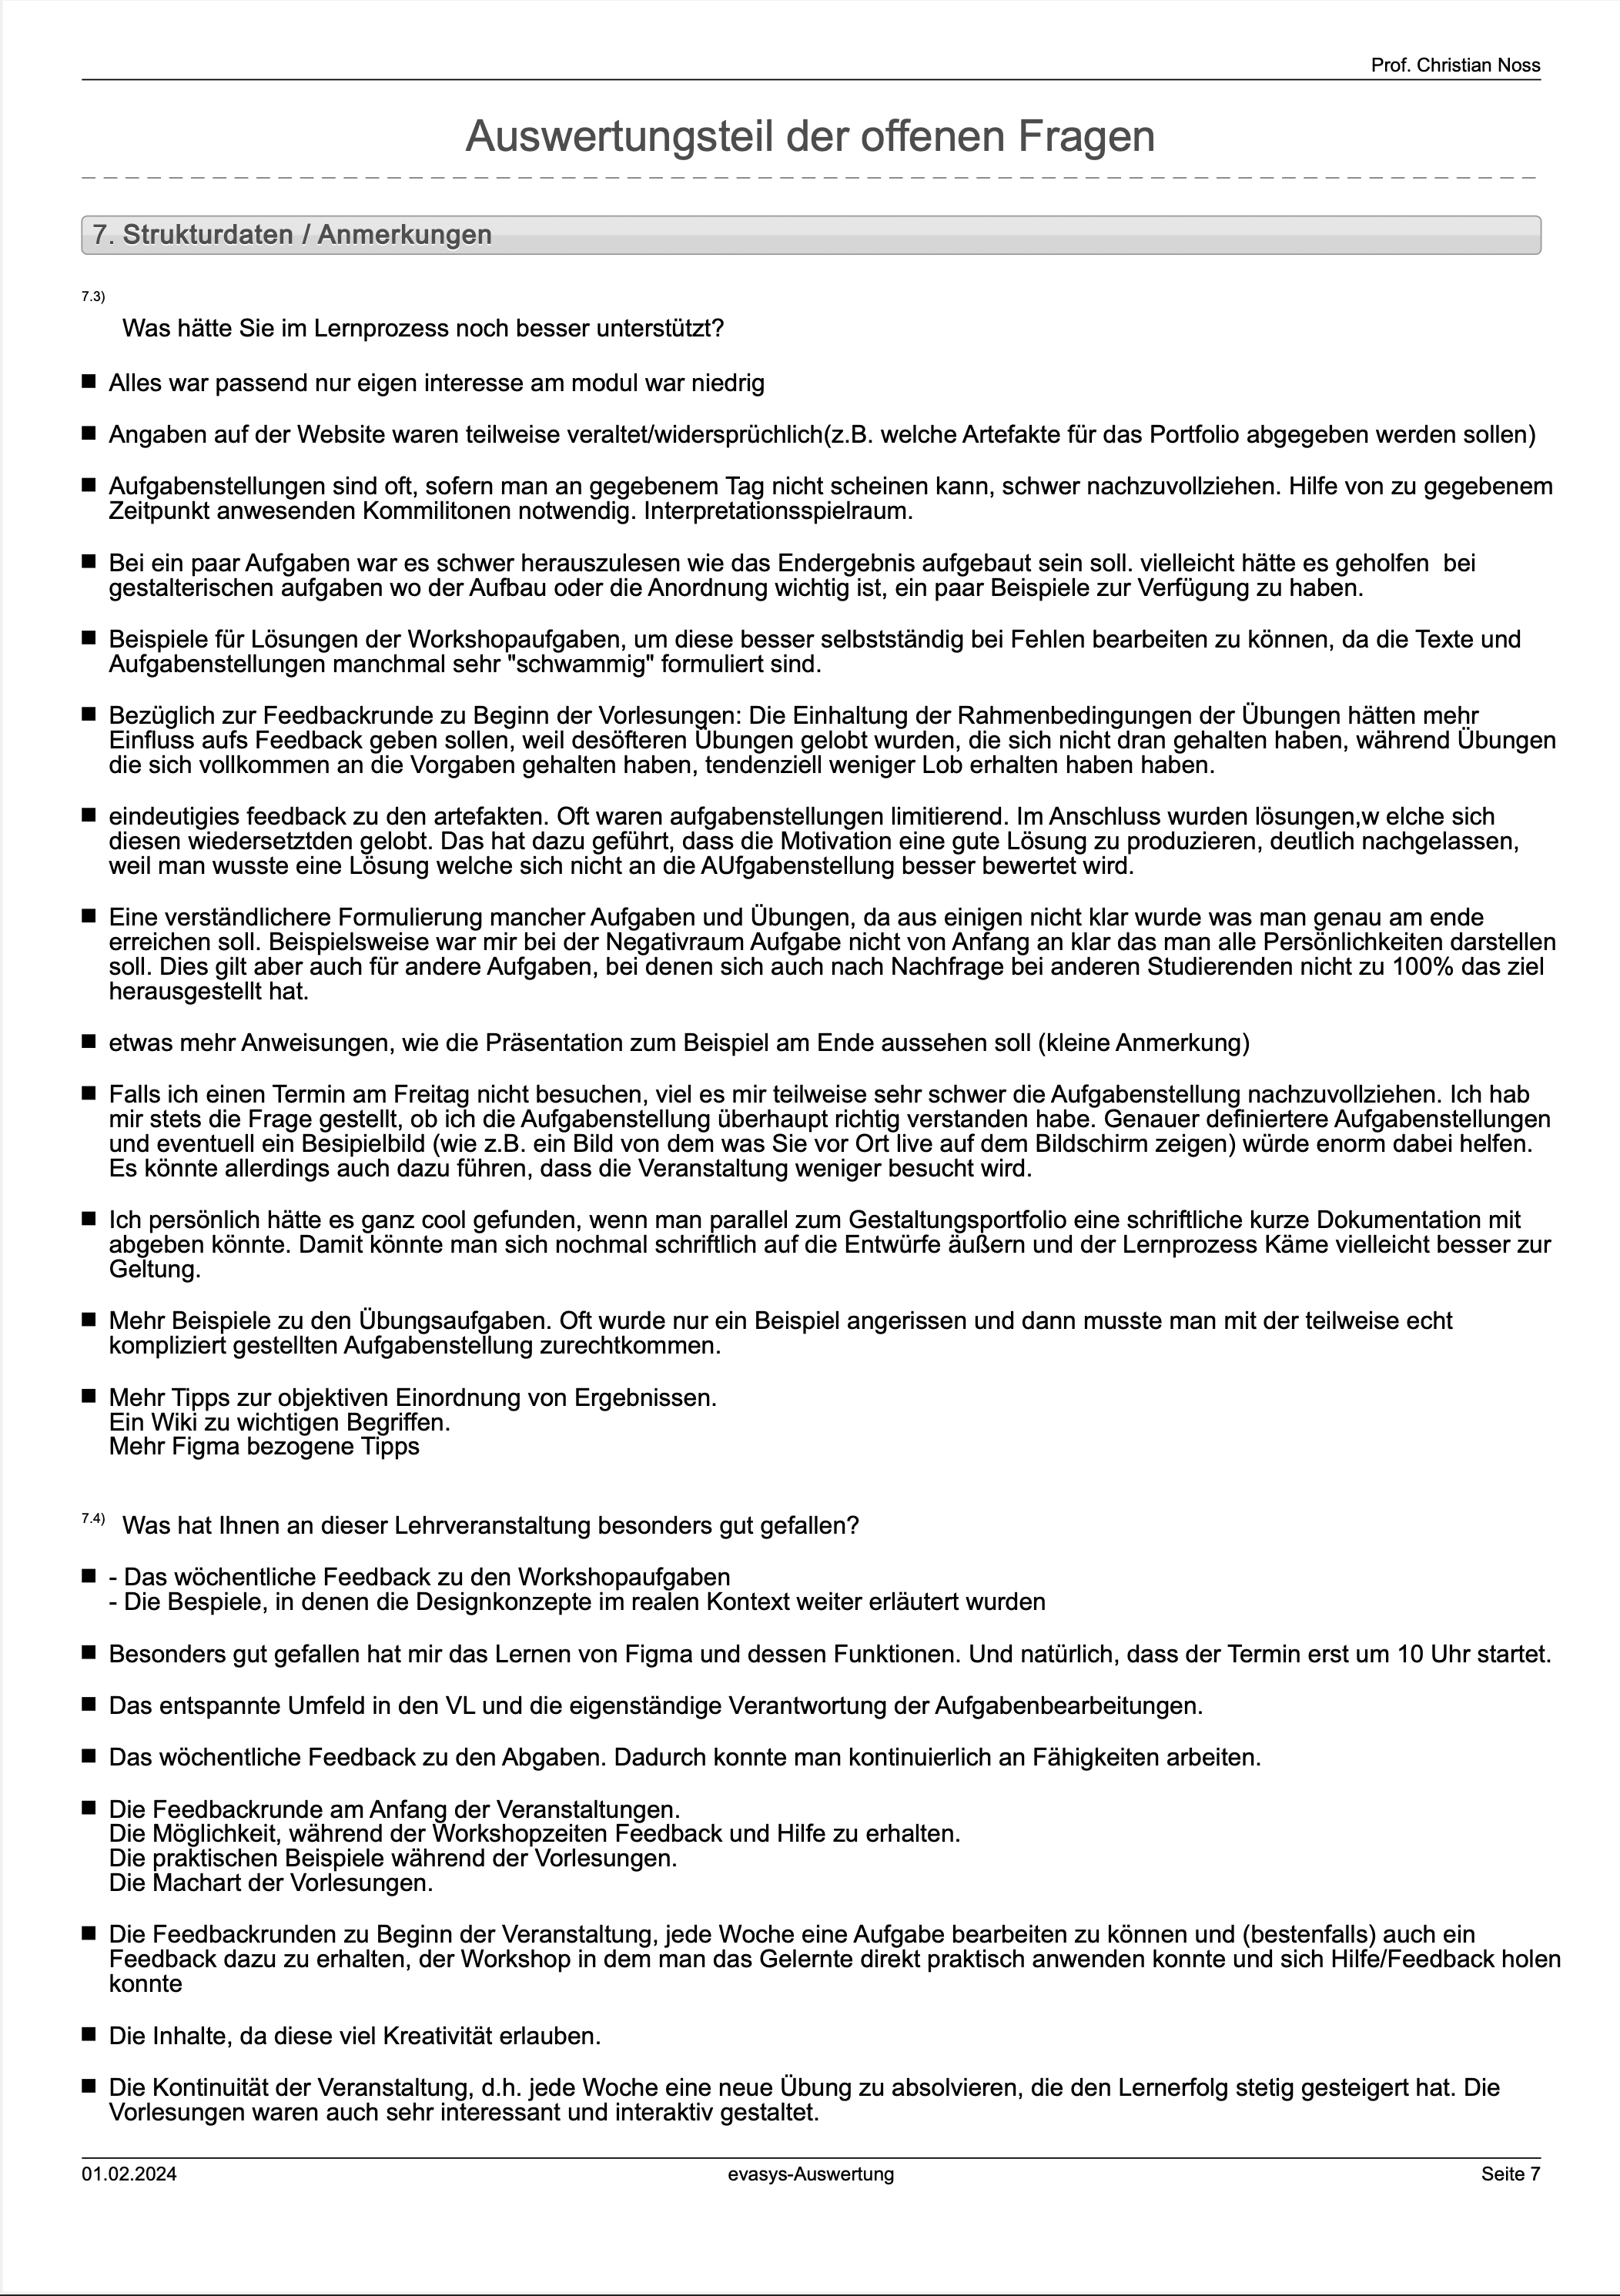 Prof. Christian Noss
Auswertungsteil der offenen Fragen
7. Strukturdaten / Anmerkungen
7.3)
Was hätte Sie im Lernprozess noch besser unterstützt?
Alles war passend nur eigen interesse am modul war niedrig
Angaben auf der Website waren teilweise veraltet/widersprüchlich(z.B. welche Artefakte für das Portfolio abgegeben werden sollen)
Aufgabenstellungen sind oft, sofern man an gegebenem Tag nicht scheinen kann, schwer nachzuvollziehen. Hilfe von zu gegebenem
Zeitpunkt anwesenden Kommilitonen notwendig. Interpretationsspielraum.
Bei ein paar Aufgaben war es schwer herauszulesen wie das Endergebnis aufgebaut sein soll. vielleicht hätte es geholfen  bei
gestalterischen aufgaben wo der Aufbau oder die Anordnung wichtig ist, ein paar Beispiele zur Verfügung zu haben.
Beispiele für Lösungen der Workshopaufgaben, um diese besser selbstständig bei Fehlen bearbeiten zu können, da die Texte und
Aufgabenstellungen manchmal sehr "schwammig" formuliert sind.
Bezüglich zur Feedbackrunde zu Beginn der Vorlesungen: Die Einhaltung der Rahmenbedingungen der Übungen hätten mehr
Einfluss aufs Feedback geben sollen, weil desöfteren Übungen gelobt wurden, die sich nicht dran gehalten haben, während Übungen
die sich vollkommen an die Vorgaben gehalten haben, tendenziell weniger Lob erhalten haben haben.
eindeutigies feedback zu den artefakten. Oft waren aufgabenstellungen limitierend. Im Anschluss wurden lösungen,w elche sich
diesen wiedersetztden gelobt. Das hat dazu geführt, dass die Motivation eine gute Lösung zu produzieren, deutlich nachgelassen,
weil man wusste eine Lösung welche sich nicht an die AUfgabenstellung besser bewertet wird.
Eine verständlichere Formulierung mancher Aufgaben und Übungen, da aus einigen nicht klar wurde was man genau am ende
erreichen soll. Beispielsweise war mir bei der Negativraum Aufgabe nicht von Anfang an klar das man alle Persönlichkeiten darstellen
soll. Dies gilt aber auch für andere Aufgaben, bei denen sich auch nach Nachfrage bei anderen Studierenden nicht zu 100% das ziel
herausgestellt hat.
etwas mehr Anweisungen, wie die Präsentation zum Beispiel am Ende aussehen soll (kleine Anmerkung)
Falls ich einen Termin am Freitag nicht besuchen, viel es mir teilweise sehr schwer die Aufgabenstellung nachzuvollziehen. Ich hab
mir stets die Frage gestellt, ob ich die Aufgabenstellung überhaupt richtig verstanden habe. Genauer definiertere Aufgabenstellungen
und eventuell ein Besipielbild (wie z.B. ein Bild von dem was Sie vor Ort live auf dem Bildschirm zeigen) würde enorm dabei helfen.
Es könnte allerdings auch dazu führen, dass die Veranstaltung weniger besucht wird.
Ich persönlich hätte es ganz cool gefunden, wenn man parallel zum Gestaltungsportfolio eine schriftliche kurze Dokumentation mit
abgeben könnte. Damit könnte man sich nochmal schriftlich auf die Entwürfe äußern und der Lernprozess Käme vielleicht besser zur
Geltung.
Mehr Beispiele zu den Übungsaufgaben. Oft wurde nur ein Beispiel angerissen und dann musste man mit der teilweise echt
kompliziert gestellten Aufgabenstellung zurechtkommen.
Mehr Tipps zur objektiven Einordnung von Ergebnissen.
Ein Wiki zu wichtigen Begriffen.
Mehr Figma bezogene Tipps
7.4) Was hat Ihnen an dieser Lehrveranstaltung besonders gut gefallen?
- Das wöchentliche Feedback zu den Workshopaufgaben
- Die Bespiele, in denen die Designkonzepte im realen Kontext weiter erläutert wurden
Besonders gut gefallen hat mir das Lernen von Figma und dessen Funktionen. Und natürlich, dass der Termin erst um 10 Uhr startet.
Das entspannte Umfeld in den VL und die eigenständige Verantwortung der Aufgabenbearbeitungen.
Das wöchentliche Feedback zu den Abgaben. Dadurch konnte man kontinuierlich an Fähigkeiten arbeiten.
Die Feedbackrunde am Anfang der Veranstaltungen.
Die Möglichkeit, während der Workshopzeiten Feedback und Hilfe zu erhalten.
Die praktischen Beispiele während der Vorlesungen.
Die Machart der Vorlesungen.
Die Feedbackrunden zu Beginn der Veranstaltung, jede Woche eine Aufgabe bearbeiten zu können und (bestenfalls) auch ein
Feedback dazu zu erhalten, der Workshop in dem man das Gelernte direkt praktisch anwenden konnte und sich Hilfe/Feedback holen
konnte
Die Inhalte, da diese viel Kreativität erlauben.
Die Kontinuität der Veranstaltung, d.h. jede Woche eine neue Übung zu absolvieren, die den Lernerfolg stetig gesteigert hat. Die
Vorlesungen waren auch sehr interessant und interaktiv gestaltet.
01.02.2024 evasys-Auswertung Seite 7